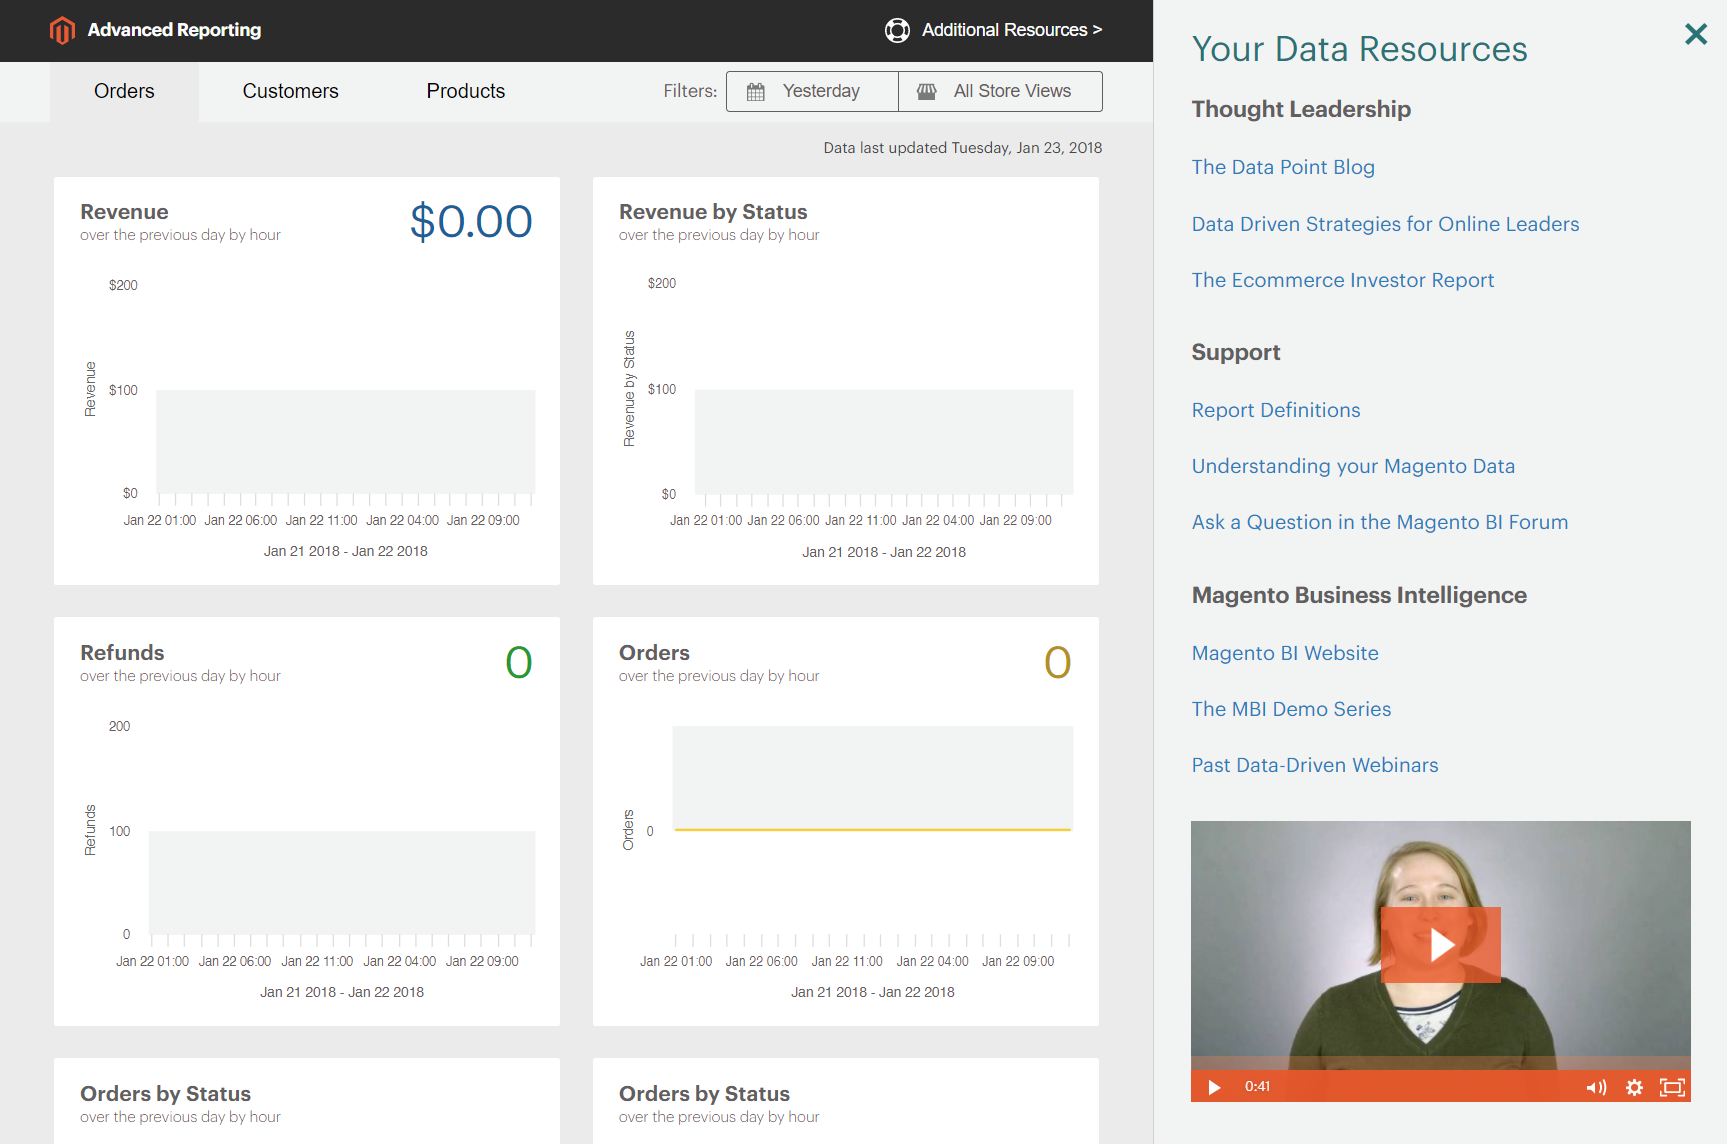 Advanced Reporting
Additional Resources >
Orders
Customers
Products
Filters:
Yesterday
All Store Views
Data last updated Tuesday, Jan 23, 2018
Revenue
$0.00
over the previous day by hour
$200
Revenue
$100
$0
Jan 22 01:00 Jan 22 06:00 Jan 22 11:00 Jan 22 04:00 Jan 22 09:00
Jan 21 2018 - Jan 22 2018
Revenue by Status
over the previous day by hour
$200
Revenue by Status
$100
$0
Jan 22 01:00 Jan 22 06:00 Jan 22 11:00 Jan 22 04:00 Jan 22 09:00
Jan 21 2018 - Jan 22 2018
Refunds
0
over the previous day by hour
200
Refunds
100
0
Jan 22 01:00 Jan 22 06:00 Jan 22 11:00 Jan 22 04:00 Jan 22 09:00
Jan 21 2018 - Jan 22 2018
Orders
0
over the previous day by hour
Orders
0
Jan 22 01:00 Jan 22 06:00 Jan 22 11:00 Jan 22 04:00 Jan 22 09:00
Jan 21 2018 - Jan 22 2018
Orders by Status
over the previous day by hour
Orders by Status
over the previous day by hour
Your Data Resources
Thought Leadership
The Data Point Blog
Data Driven Strategies for Online Leaders
The Ecommerce Investor Report
Support
Report Definitions
Understanding your Magento Data
Ask a Question in the Magento BI Forum
Magento Business Intelligence
Magento BI Website
The MBI Demo Series
Past Data-Driven Webinars
0:41